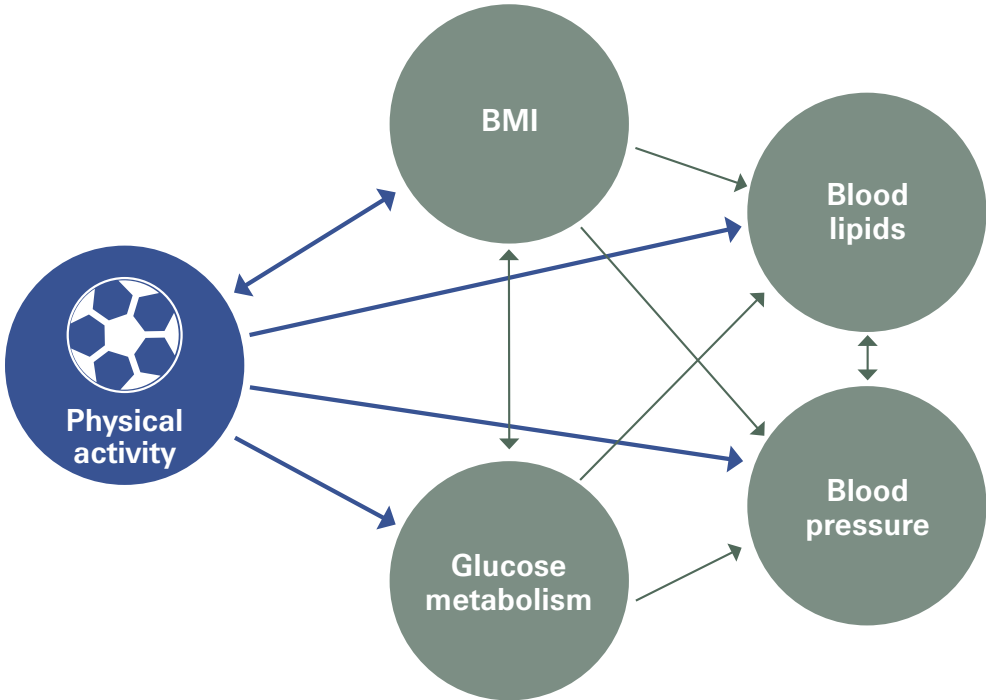 BMI
Blood
lipids
Physical
activity
Blood
pressure
Glucose
metabolism